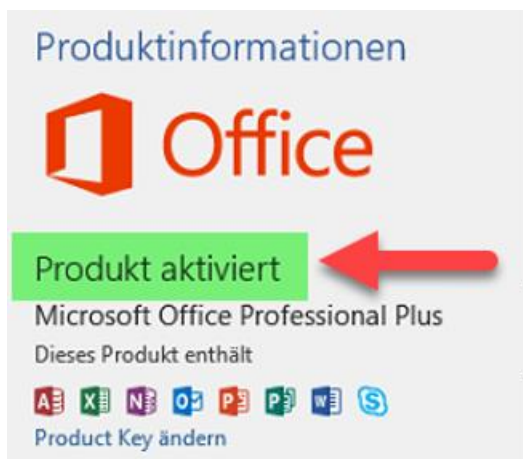 Produktinformationen
Office
Produkt aktiviert
Microsoft Office Professional Plus
Dieses Produkt enthält
A X N O P P W S
Product Key ändern